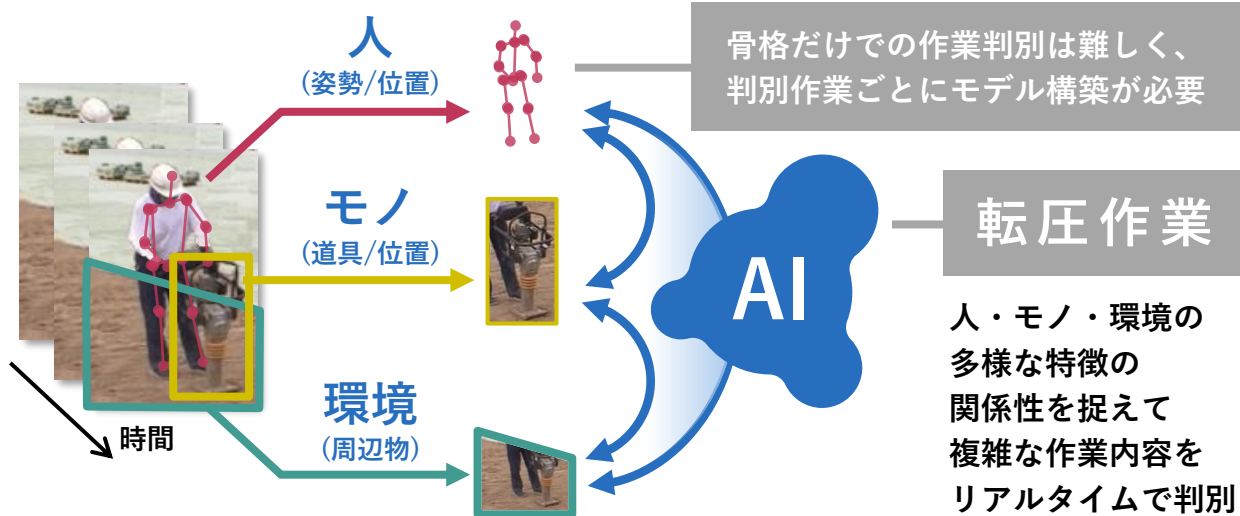 人
(姿勢/位置)
骨格だけでの作業判別は難しく、
判別作業ごとにモデル構築が必要
モノ
(道具/位置)
AI
転圧作業
人・モノ・環境の
多様な特徴の
関係性を捉えて
複雑な作業内容を
リアルタイムで判別
環境
(周辺物)
時間